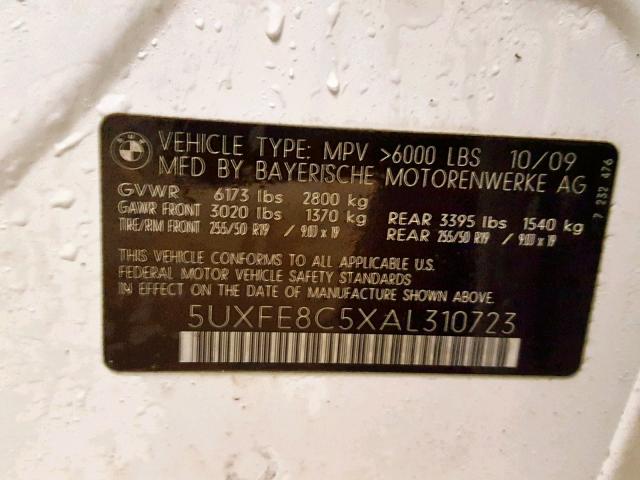 BMW
VEHICLE TYPE: MPV >6000 LBS 10/09
MFD BY BAYERISCHE MOTORENWERKE AG
GVWR 6173 lbs 2800 kg
GAWR FRONT 3020 lbs 1370 kg REAR 3395 lbs 1540 kg
TIRE/RIM FRONT 255/50 R19 / 9.0J x 19 REAR 255/50 R19 / 9.0J x 19
THIS VEHICLE CONFORMS TO ALL APPLICABLE U.S.
FEDERAL MOTOR VEHICLE SAFETY STANDARDS
IN EFFECT ON THE DATE OF MANUFACTURE SHOWN ABOVE.
5UXFE8C5XAL310723
7 232 476